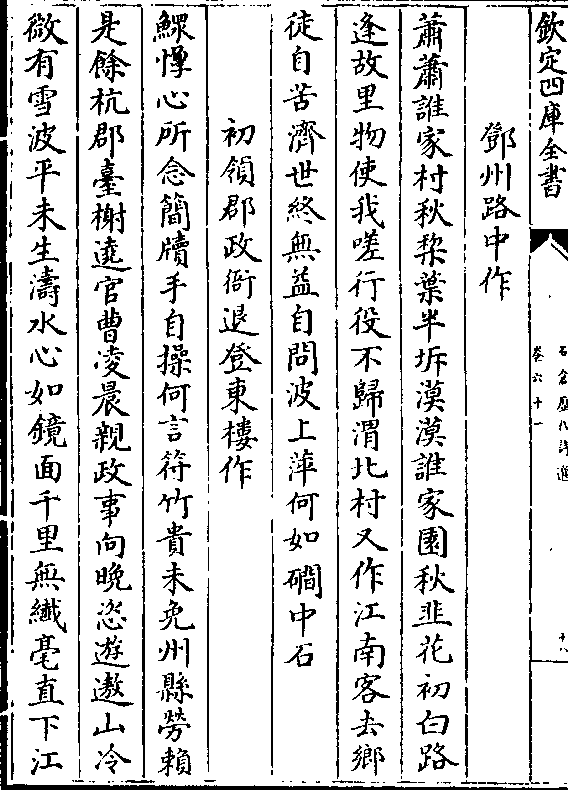 欽定四庫全書
石倉歷代詩選
卷六十一
十八
鄧州路中作
蕭蕭誰家村秋棃葉半坼漠漠誰家園秋韭花初白路
逢故里物使我嗟行役不歸渭北村又作江南客去鄉
徒自苦濟世終無益自問波上萍何如磵中石
初領郡政衙退登東樓作
鰥惸心所念簡牘手自操何言符竹貴未免州縣勞賴
是餘杭郡臺榭遶官曹凌晨親政事向晚恣遊遨山冷
微有雪波平未生濤水心如鏡面千里無纖毫直下江